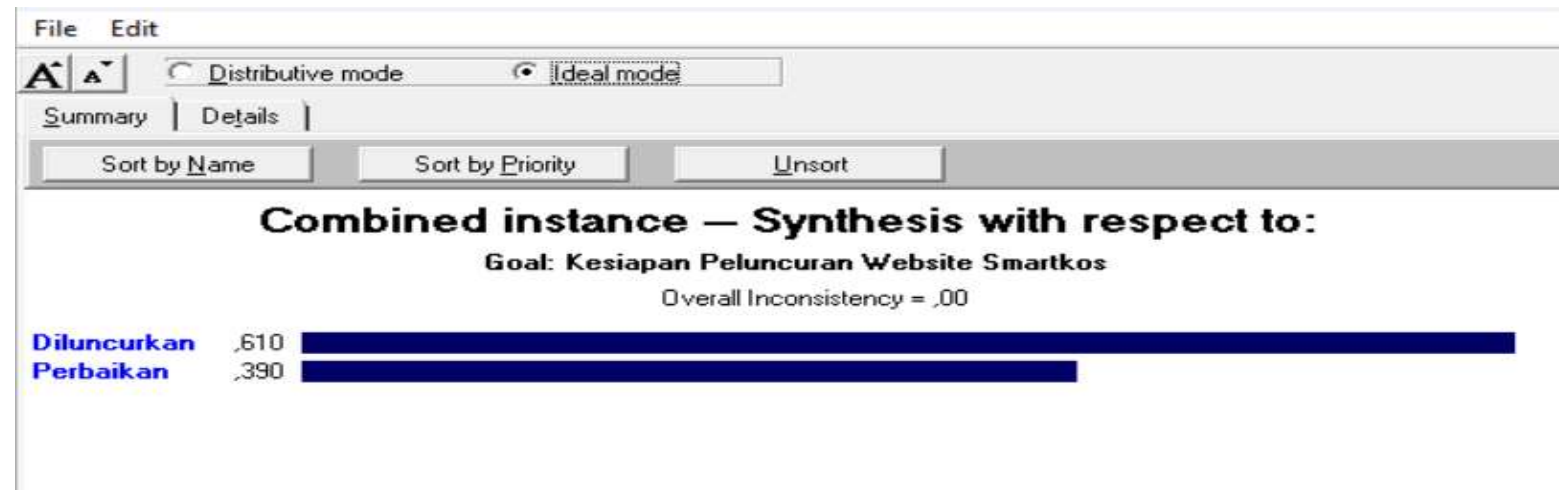 File Edit
A A Distributive mode Ideal mode
Summary Details
Sort by Name Sort by Priority Unsort
Combined instance — Synthesis with respect to:
Goal: Kesiapan Peluncuran Website Smartkos
Overall Inconsistency = ,00
Diluncurkan ,610
Perbaikan ,390